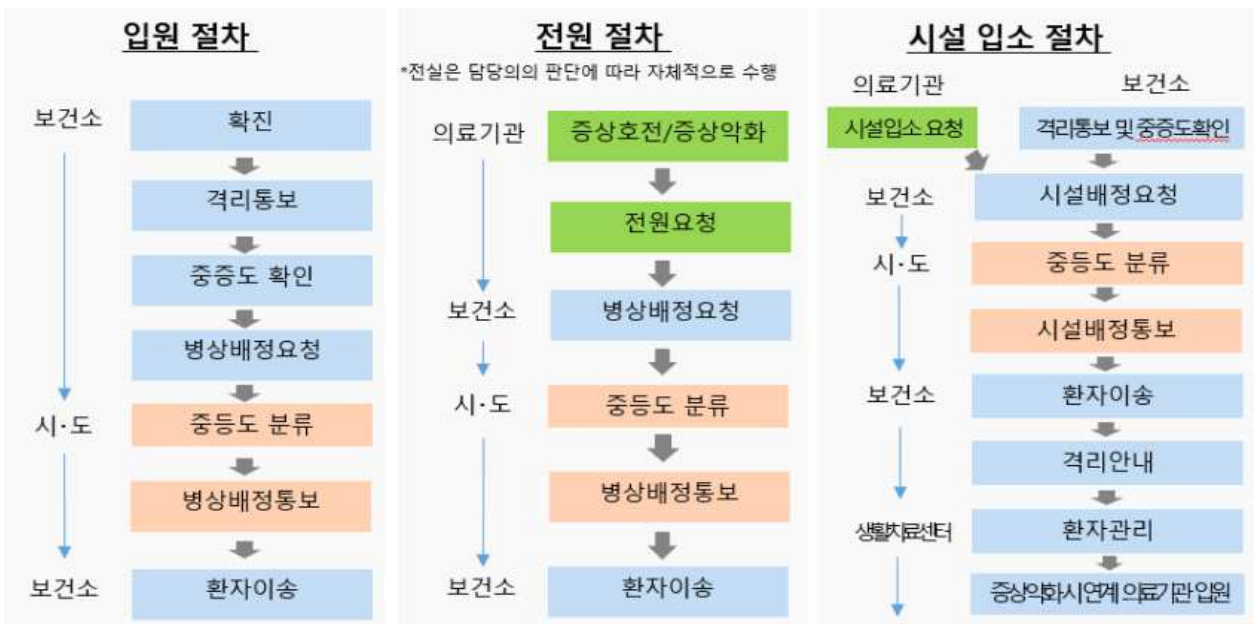 입원 절차
보건소
확진
격리통보
중증도 확인
병상배정요청
시·도
중등도 분류
병상배정통보
보건소
환자이송
전원 절차
*전실은 담당의의 판단에 따라 자체적으로 수행
의료기관
증상호전/증상악화
전원요청
보건소
병상배정요청
시·도
중등도 분류
병상배정통보
보건소
환자이송
시설 입소 절차
의료기관
보건소
시설입소 요청
격리통보 및 중증도확인
보건소
시설배정요청
시·도
중등도 분류
시설배정통보
보건소
환자이송
격리안내
생활치료센터
환자관리
증상악화시 연계 의료기관 입원